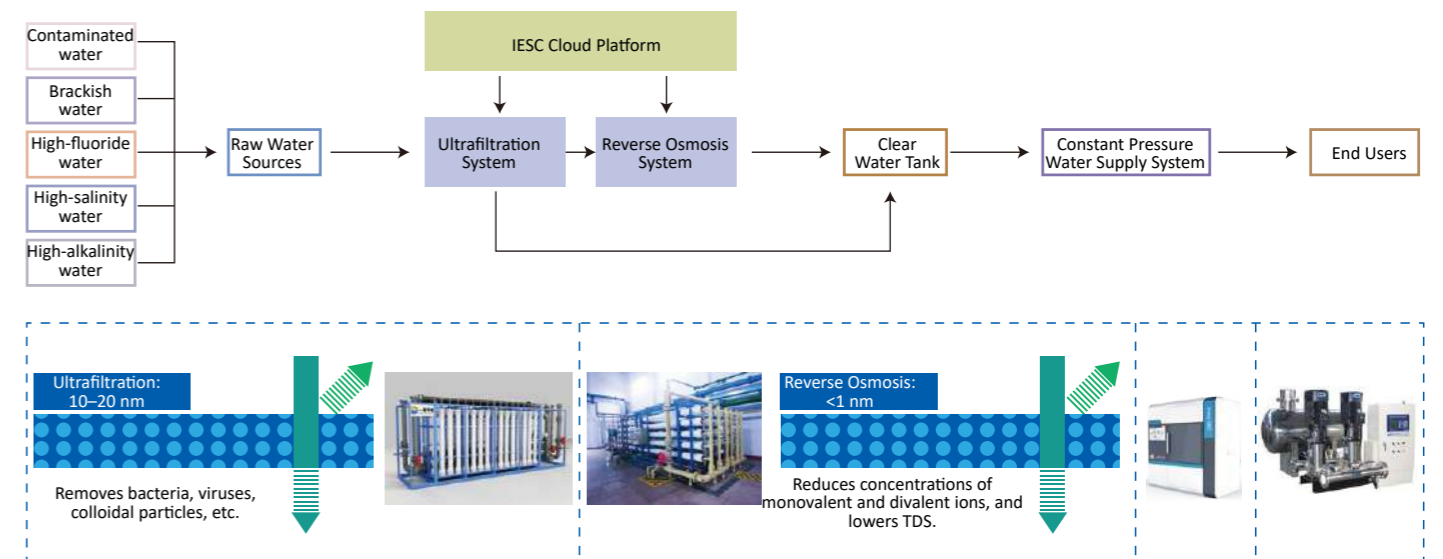 Contaminated
water
Brackish
water
High-fluoride
water
High-salinity
water
High-alkalinity
water
Raw Water
Sources
IESC Cloud Platform
Ultrafiltration
System
Reverse Osmosis
System
Clear
Water Tank
Constant Pressure
Water Supply System
End Users
Ultrafiltration:
10–20 nm
Removes bacteria, viruses,
colloidal particles, etc.
Reverse Osmosis:
<1 nm
Reduces concentrations of
monovalent and divalent ions, and
lowers TDS.